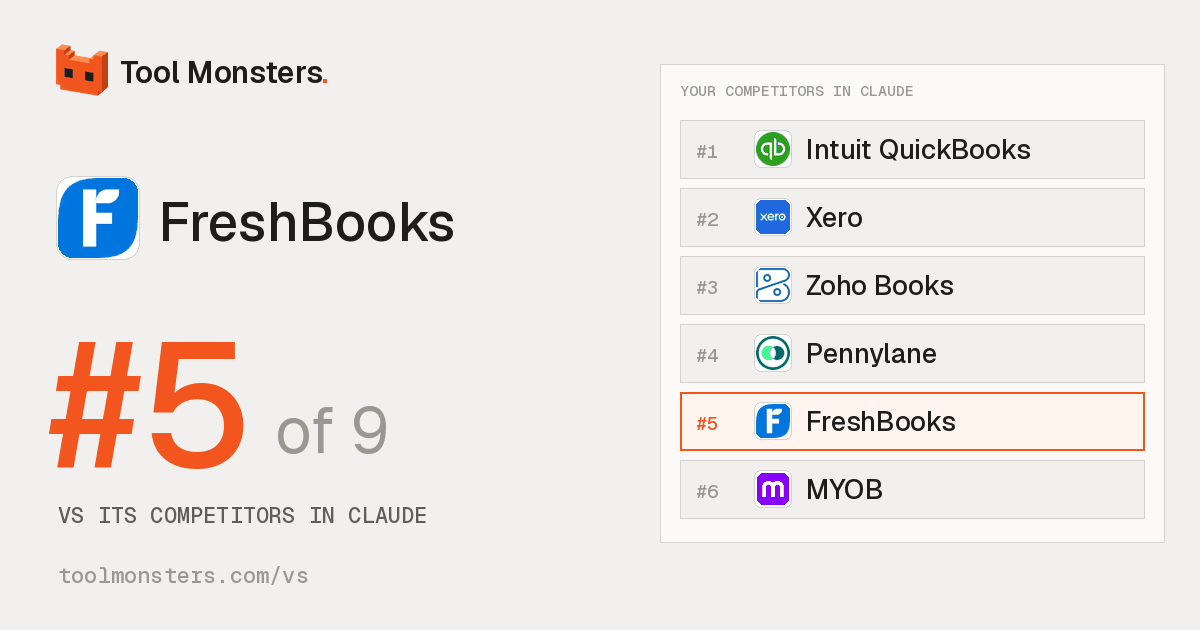 Tool Monsters.
FreshBooks
#5 of 9
VS ITS COMPETITORS IN CLAUDE
toolmonsters.com/vs
YOUR COMPETITORS IN CLAUDE
#1 qb Intuit QuickBooks
#2 xero Xero
#3 Zoho Books
#4 Pennylane
#5 F FreshBooks
#6 m MYOB